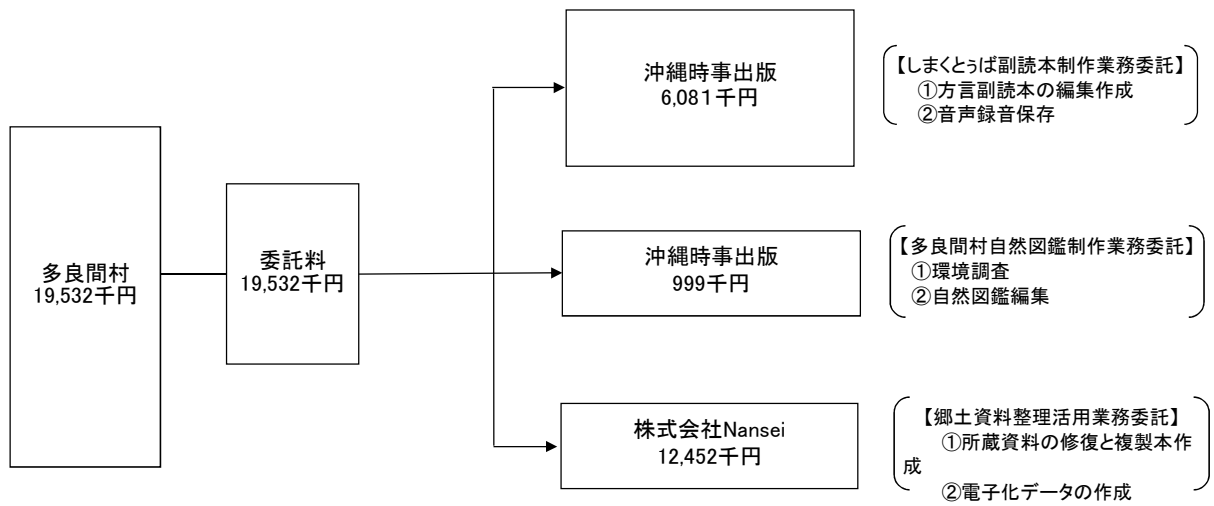 多良間村
19,532千円
委託料
19,532千円
沖縄時事出版
6,081千円
【しまくとぅば副読本制作業務委託】
①方言副読本の編集作成
②音声録音保存
沖縄時事出版
999千円
【多良間村自然図鑑制作業務委託】
①環境調査
②自然図鑑編集
株式会社Nansei
12,452千円
【郷土資料整理活用業務委託】
①所蔵資料の修復と複製本作
成
②電子化データの作成